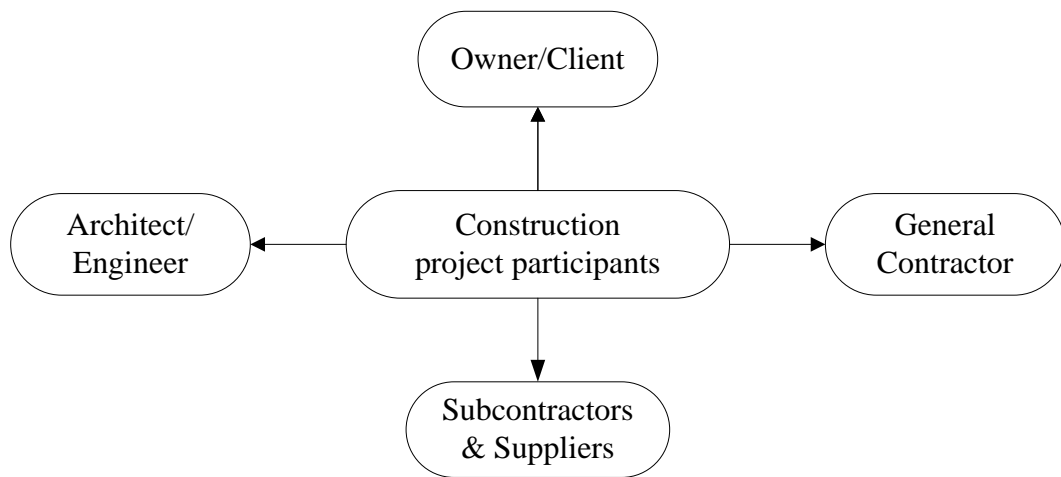 Owner/Client
Architect/
Engineer
Construction
project participants
General
Contractor
Subcontractors
& Suppliers